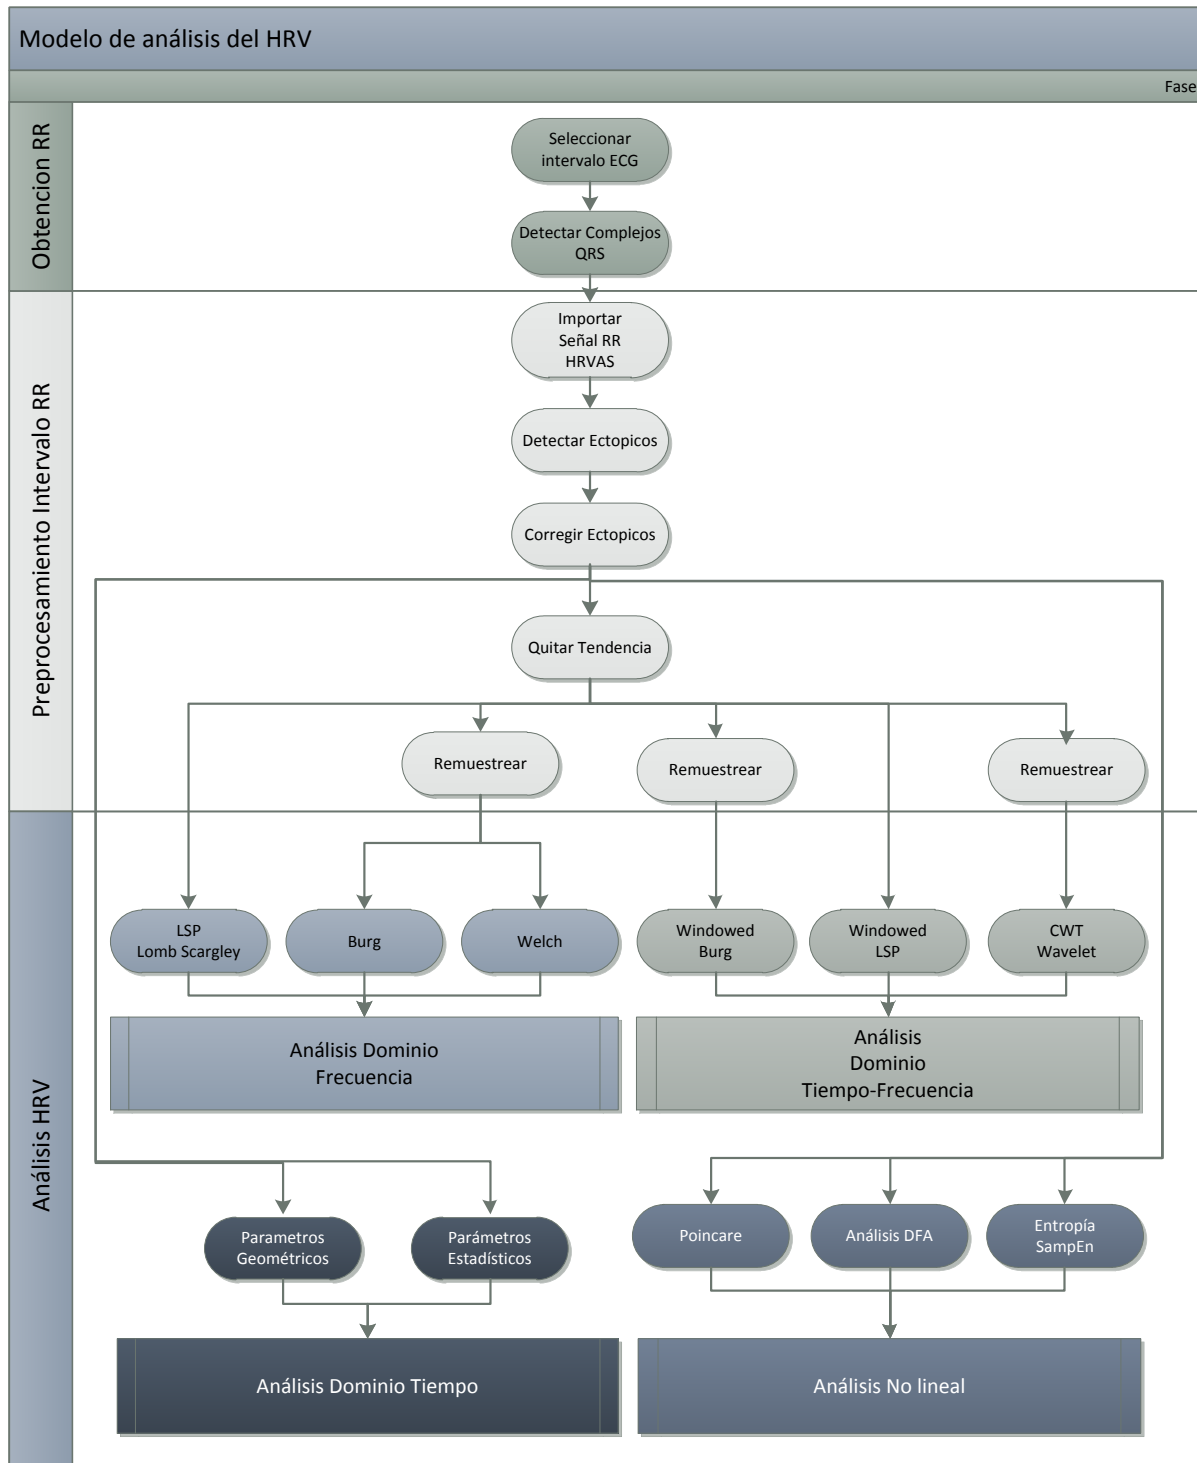 Modelo de análisis del HRV
Fase
Obtencion RR
Seleccionar
intervalo ECG
Detectar Complejos
QRS
Preprocesamiento Intervalo RR
Importar
Señal RR
HRVAS
Detectar Ectopicos
Corregir Ectopicos
Quitar Tendencia
Remuestrear
Remuestrear
Remuestrear
Análisis HRV
LSP
Lomb Scargley
Burg
Welch
Windowed
Burg
Windowed
LSP
CWT
Wavelet
Análisis Dominio
Frecuencia
Análisis
Dominio
Tiempo-Frecuencia
Parametros
Geométricos
Parámetros
Estadísticos
Poincare
Análisis DFA
Entropía
SampEn
Análisis Dominio Tiempo
Análisis No lineal